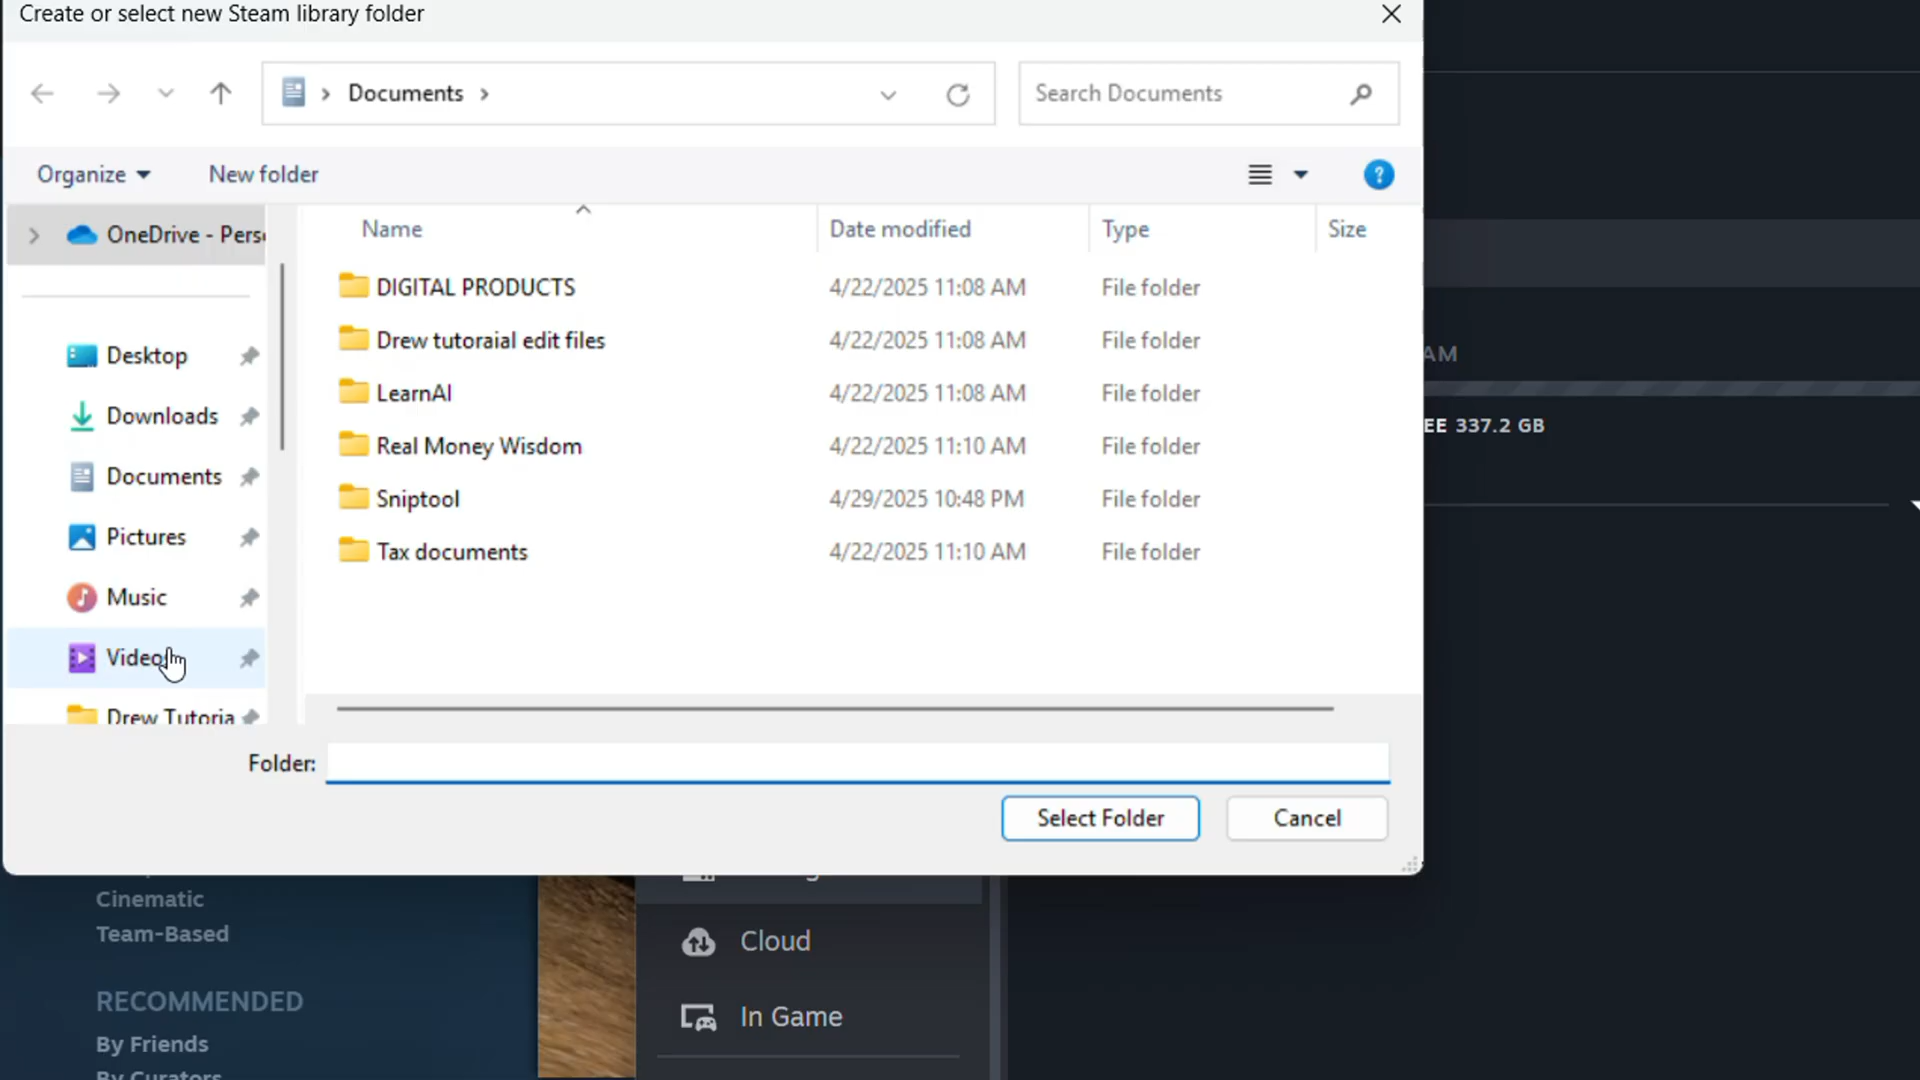 Create or select new Steam library folder
Documents
Search Documents
Organize
New folder
OneDrive - Pers
Name
Date modified
Type
Size
Desktop
Downloads
Documents
Pictures
Music
Video
Drew Tutoria
DIGITAL PRODUCTS 4/22/2025 11:08 AM File folder
Drew tutoraial edit files 4/22/2025 11:08 AM File folder
LearnAI 4/22/2025 11:08 AM File folder
Real Money Wisdom 4/22/2025 11:10 AM File folder
Sniptool 4/29/2025 10:48 PM File folder
Tax documents 4/22/2025 11:10 AM File folder
AM
EE 337.2 GB
Folder:
Select Folder
Cancel
Cinematic
Team-Based
RECOMMENDED
By Friends
By Curators
Cloud
In Game